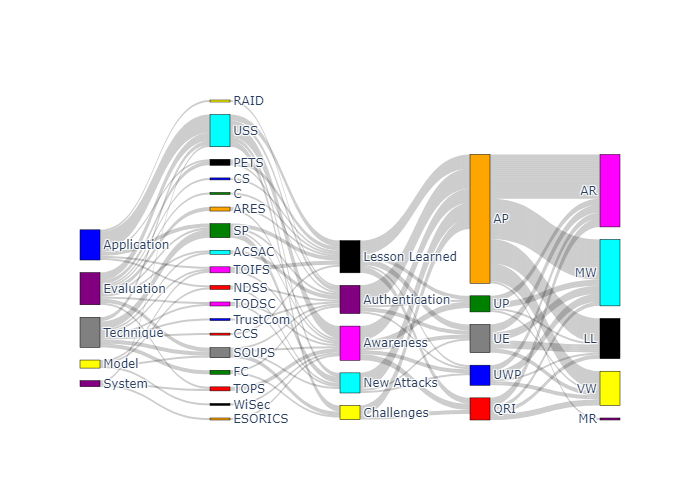 Application
Evaluation
Technique
Model
System
RAID
USS
PETS
CS
C
ARES
SP
ACSAC
TOIFS
NDSS
TODSC
TrustCom
CCS
SOUPS
FC
TOPS
WiSec
ESORICS
Lesson Learned
Authentication
Awareness
New Attacks
Challenges
AP
UP
UE
UWP
QRI
AR
MW
LL
VW
MR